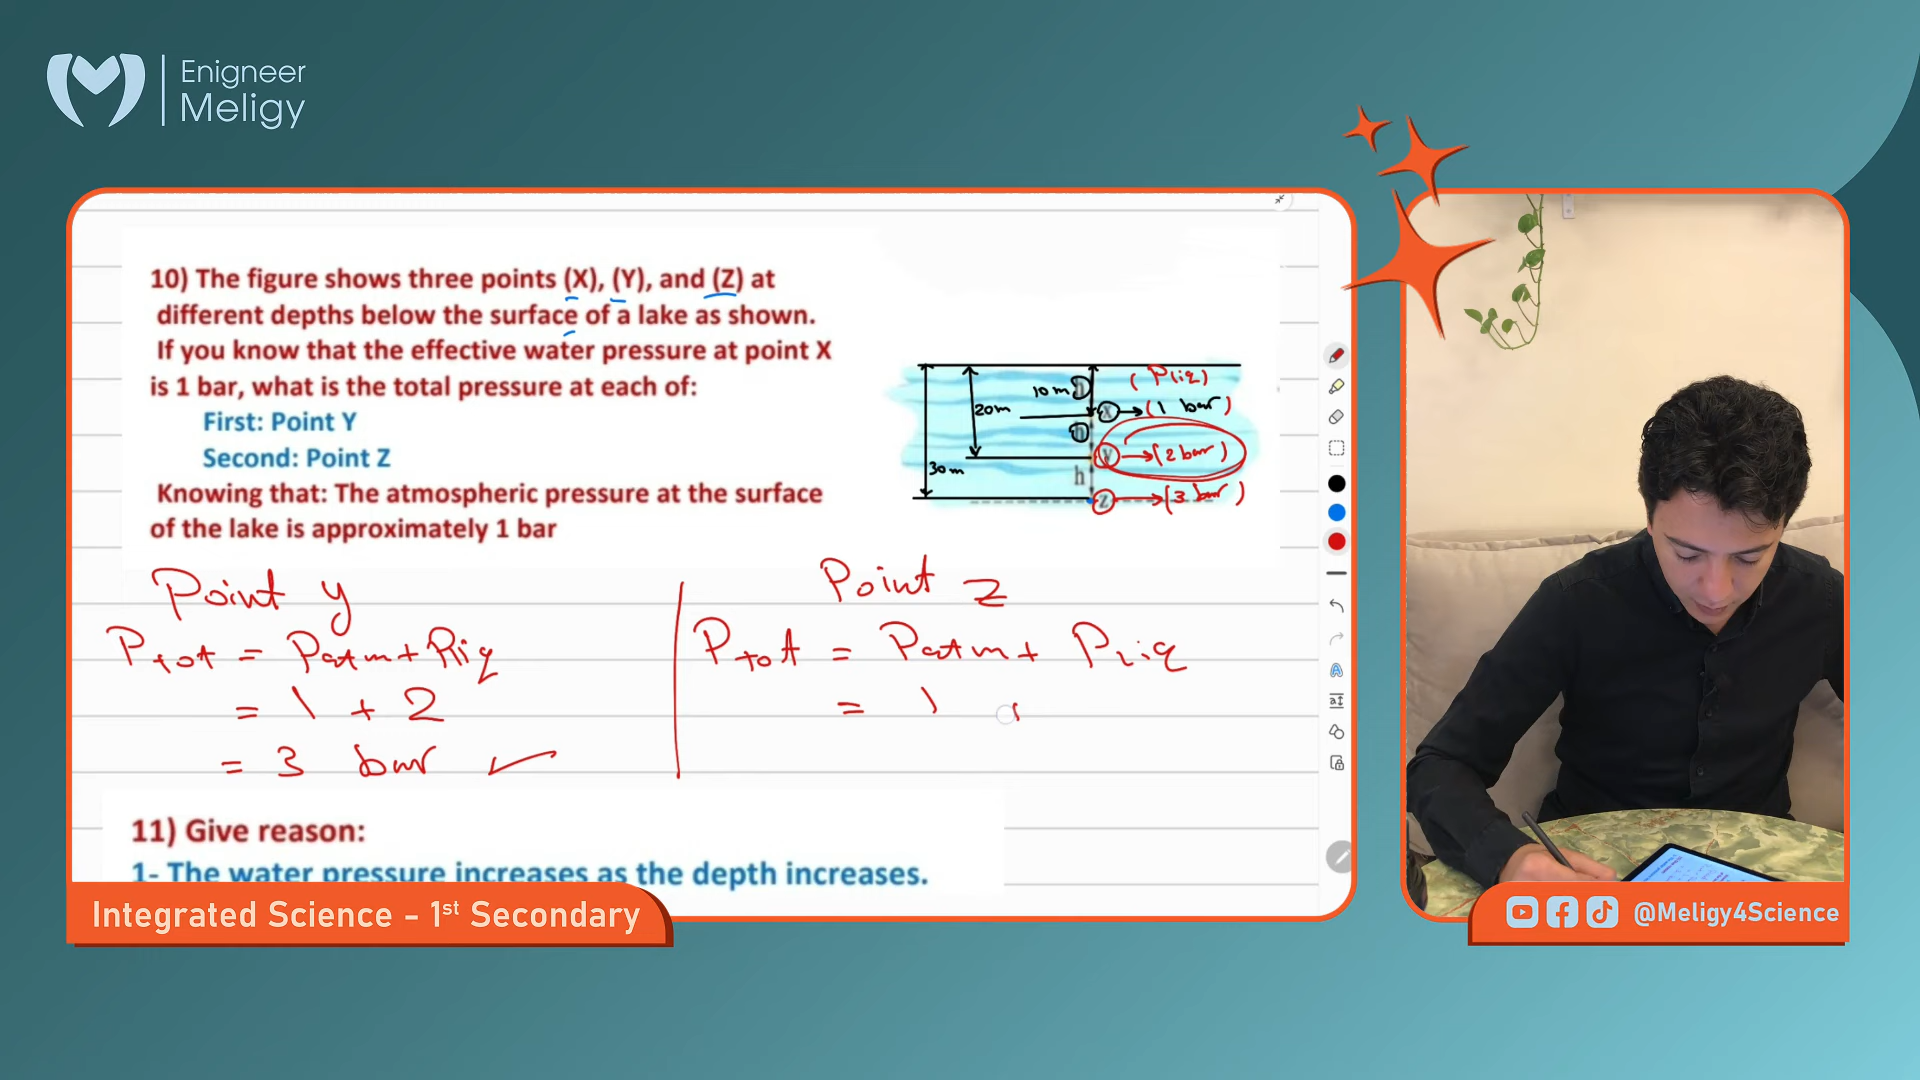 Enigneer
Meligy
10) The figure shows three points (X), (Y), and (Z) at
different depths below the surface of a lake as shown.
If you know that the effective water pressure at point X
is 1 bar, what is the total pressure at each of:
First: Point Y
Second: Point Z
Knowing that: The atmospheric pressure at the surface
of the lake is approximately 1 bar
(Pliq)
10m h
X → (1 bar)
20m
h
Y → (2 bar)
30m
h
Z → (3 bar)
Point y
Ptot = Patm + Pliq
= 1 + 2
= 3 bar ✓
Point Z
Ptot = Patm + Pliq
= 1
11) Give reason:
1- The water pressure increases as the depth increases.
Integrated Science - 1st Secondary
@Meligy4Science